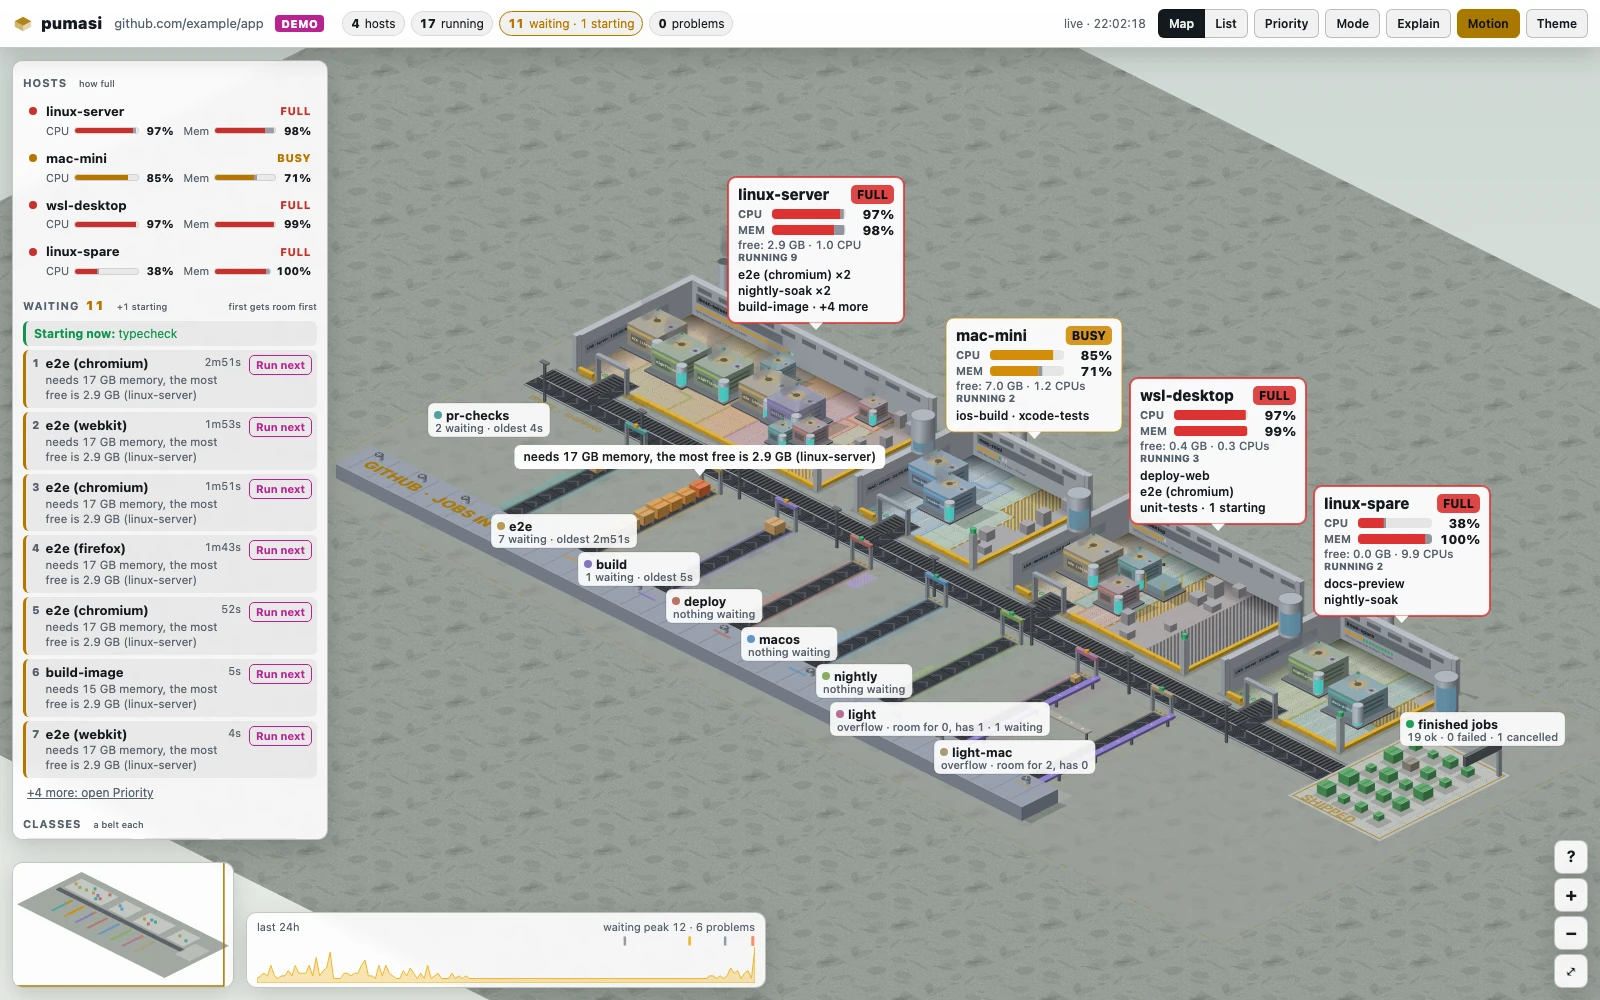 pumasi github.com/example/app DEMO 4 hosts 17 running 11 waiting · 1 starting 0 problems live · 22:02:18 Map List Priority Mode Explain Motion Theme
HOSTS how full
linux-server FULL
CPU 97% Mem 98%
mac-mini BUSY
CPU 85% Mem 71%
wsl-desktop FULL
CPU 97% Mem 99%
linux-spare FULL
CPU 38% Mem 100%
WAITING 11 +1 starting first gets room first
Starting now: typecheck
1 e2e (chromium) 2m51s Run next
needs 17 GB memory, the most
free is 2.9 GB (linux-server)
2 e2e (webkit) 1m53s Run next
needs 17 GB memory, the most
free is 2.9 GB (linux-server)
3 e2e (chromium) 1m51s Run next
needs 17 GB memory, the most
free is 2.9 GB (linux-server)
4 e2e (firefox) 1m43s Run next
needs 17 GB memory, the most
free is 2.9 GB (linux-server)
5 e2e (chromium) 52s Run next
needs 17 GB memory, the most
free is 2.9 GB (linux-server)
6 build-image 5s Run next
needs 15 GB memory, the most
free is 2.9 GB (linux-server)
7 e2e (webkit) 4s Run next
needs 17 GB memory, the most
free is 2.9 GB (linux-server)
+4 more: open Priority
CLASSES a belt each
linux-server FULL
CPU 97%
MEM 98%
free: 2.9 GB · 1.0 CPU
RUNNING 9
e2e (chromium) ×2
nightly-soak ×2
build-image · +4 more
mac-mini BUSY
CPU 85%
MEM 71%
free: 7.0 GB · 1.2 CPUs
RUNNING 2
ios-build · xcode-tests
wsl-desktop FULL
CPU 97%
MEM 99%
free: 0.4 GB · 0.3 CPUs
RUNNING 3
deploy-web
e2e (chromium)
unit-tests · 1 starting
linux-spare FULL
CPU 38%
MEM 100%
free: 0.0 GB · 9.9 CPUs
RUNNING 2
docs-preview
nightly-soak
pr-checks
2 waiting · oldest 4s
needs 17 GB memory, the most free is 2.9 GB (linux-server)
GITHUB · JOBS IN
e2e
7 waiting · oldest 2m51s
build
1 waiting · oldest 5s
deploy
nothing waiting
macos
nothing waiting
nightly
nothing waiting
light
overflow · room for 0, has 1 · 1 waiting
light-mac
overflow · room for 2, has 0
finished jobs
19 ok · 0 failed · 1 cancelled
SHIPPED
last 24h waiting peak 12 · 6 problems
?
+
−